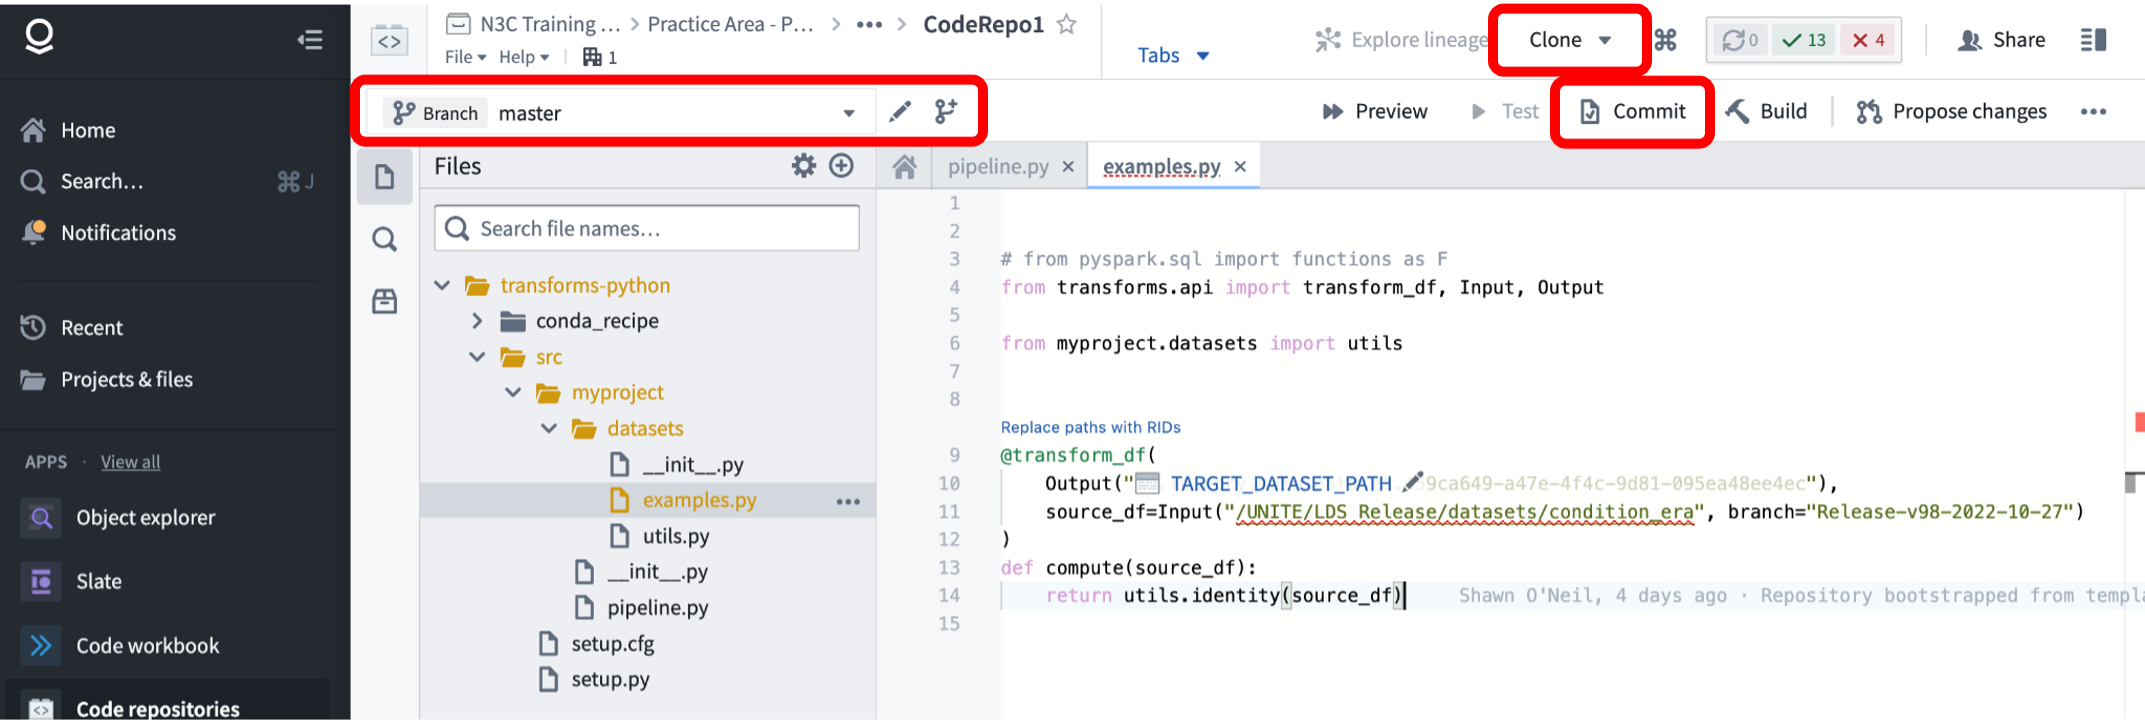 N3C Training ... > Practice Area - P... > ••• > CodeRepo1
File Help 1
Tabs
Explore lineage
Clone
0 13 4
Share
Branch master
Preview Test Commit Build Propose changes •••
Home
Search… ⌘ J
Notifications
Recent
Projects & files
APPS · View all
Object explorer
Slate
Code workbook
Code repositories
Files
Search file names…
transforms-python
conda_recipe
src
myproject
datasets
__init__.py
examples.py •••
utils.py
__init__.py
pipeline.py
setup.cfg
setup.py
pipeline.py × examples.py ×
1
2
3 # from pyspark.sql import functions as F
4 from transforms.api import transform_df, Input, Output
5
6 from myproject.datasets import utils
7
8
Replace paths with RIDs
9 @transform_df(
10 Output(" TARGET_DATASET_PATH 9ca649-a47e-4f4c-9d81-095ea48ee4ec"),
11 source_df=Input("/UNITE/LDS Release/datasets/condition_era", branch="Release-v98-2022-10-27")
12 )
13 def compute(source_df):
14 return utils.identity(source_df) Shawn O'Neil, 4 days ago · Repository bootstrapped from templa
15